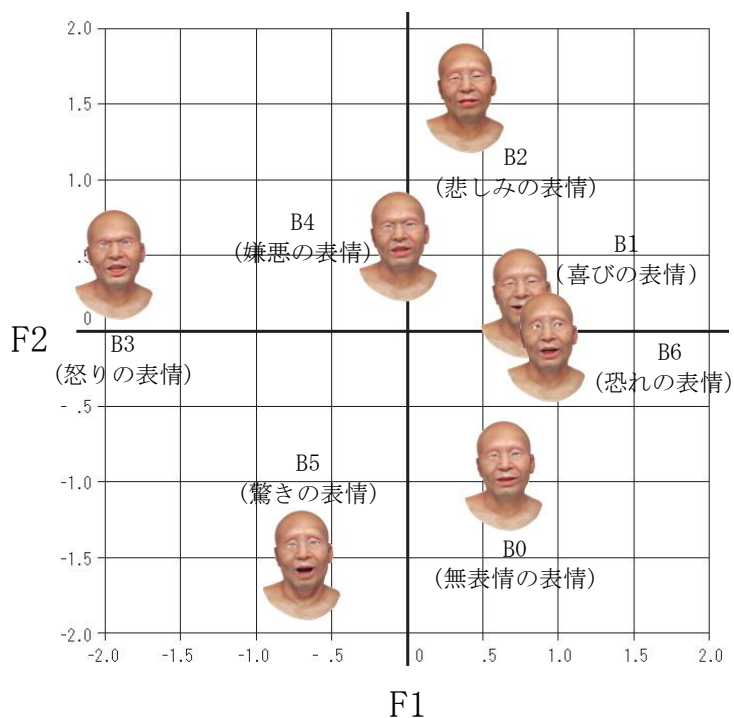 2.0
1.5
B2
(悲しみの表情)
1.0
B4
(嫌悪の表情)
B1
(喜びの表情)
.5
0
F2
B3
(怒りの表情)
B6
(恐れの表情)
- .5
-1.0
B5
(驚きの表情)
B0
(無表情の表情)
-1.5
-2.0
-2.0 -1.5 -1.0 - .5 0 .5 1.0 1.5 2.0
F1